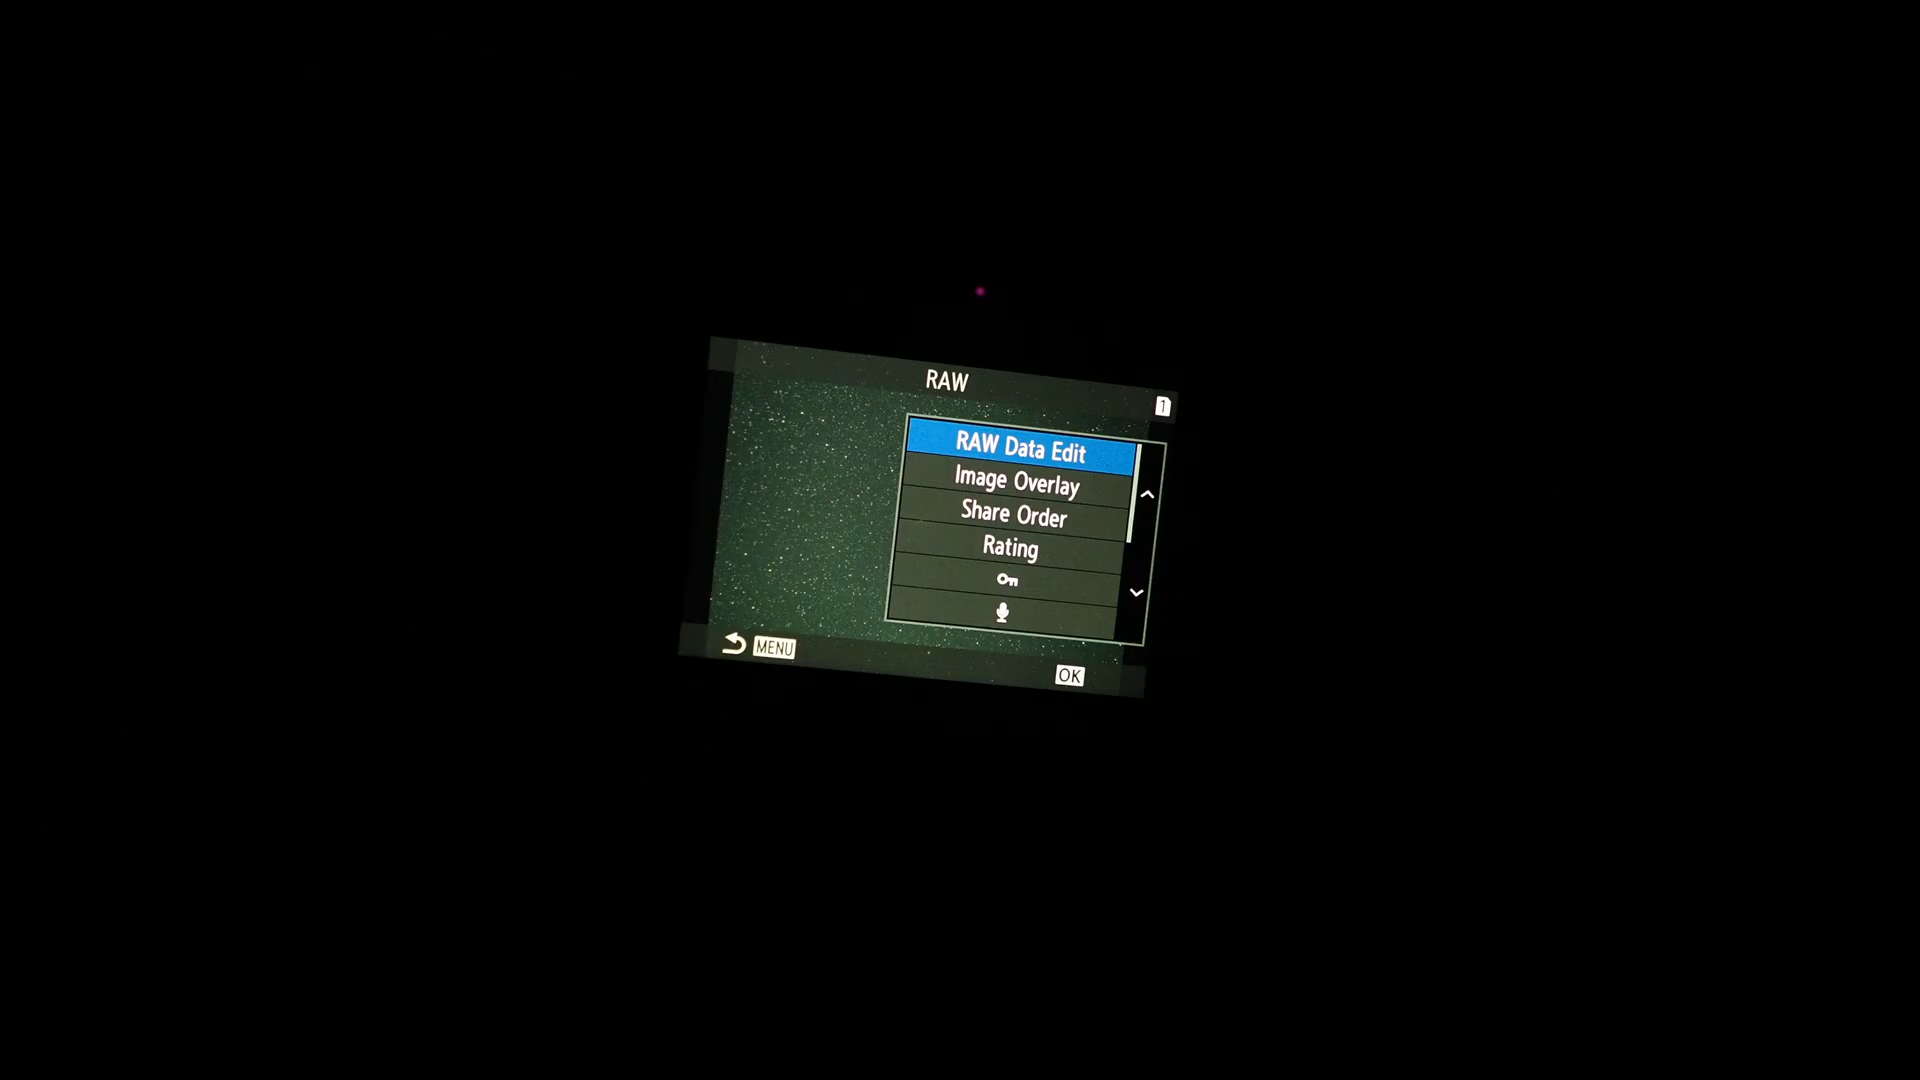 RAW
1
RAW Data Edit
Image Overlay
Share Order
Rating
MENU
OK